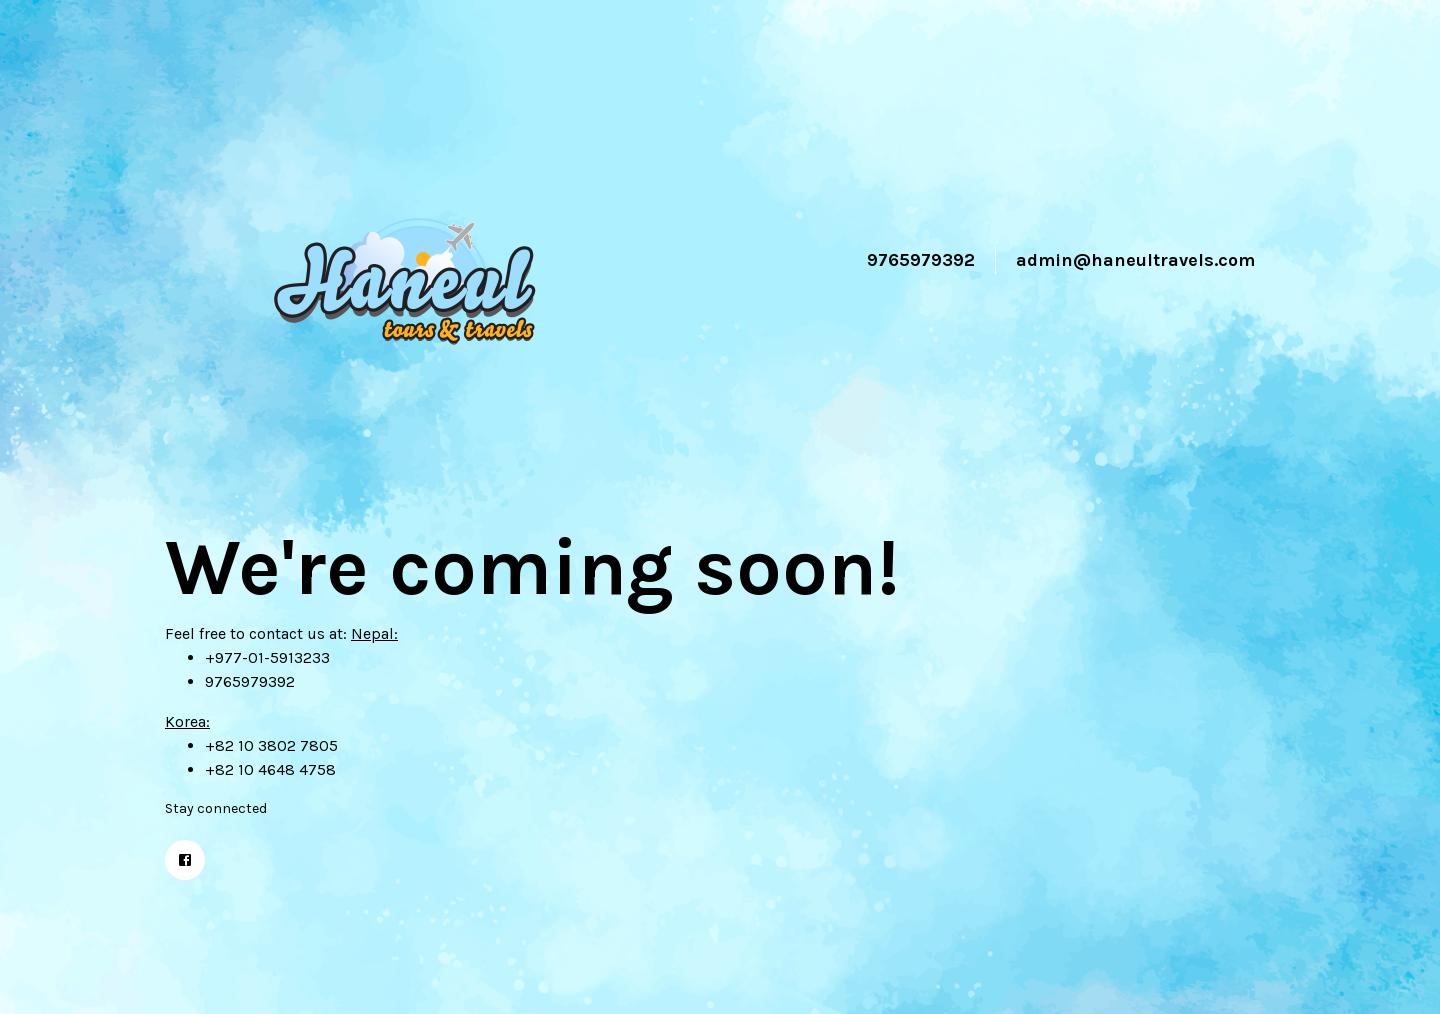 Haneul
tours & travels
9765979392
admin@haneultravels.com
We're coming soon!
Feel free to contact us at: Nepal:
+977-01-5913233
9765979392
Korea:
+82 10 3802 7805
+82 10 4648 4758
Stay connected